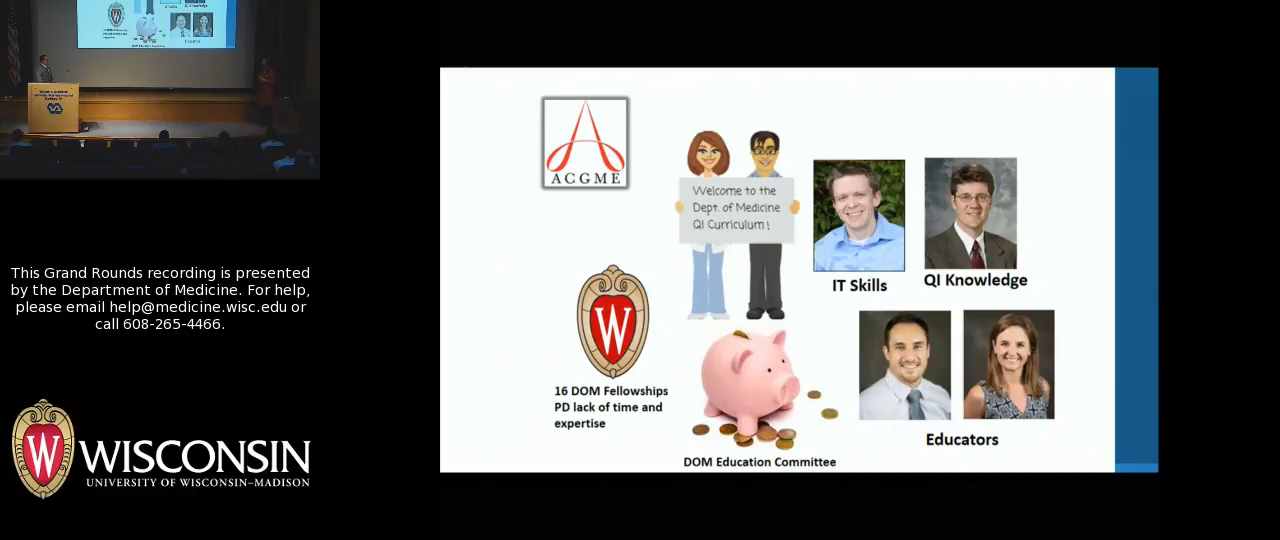 This Grand Rounds recording is presented
by the Department of Medicine. For help,
please email help@medicine.wisc.edu or
call 608-265-4466.
W
WISCONSIN
UNIVERSITY OF WISCONSIN–MADISON
ACGME
Welcome to the
Dept. of Medicine
QI Curriculum!
IT Skills
QI Knowledge
W
16 DOM Fellowships
PD lack of time and
expertise
DOM Education Committee
Educators